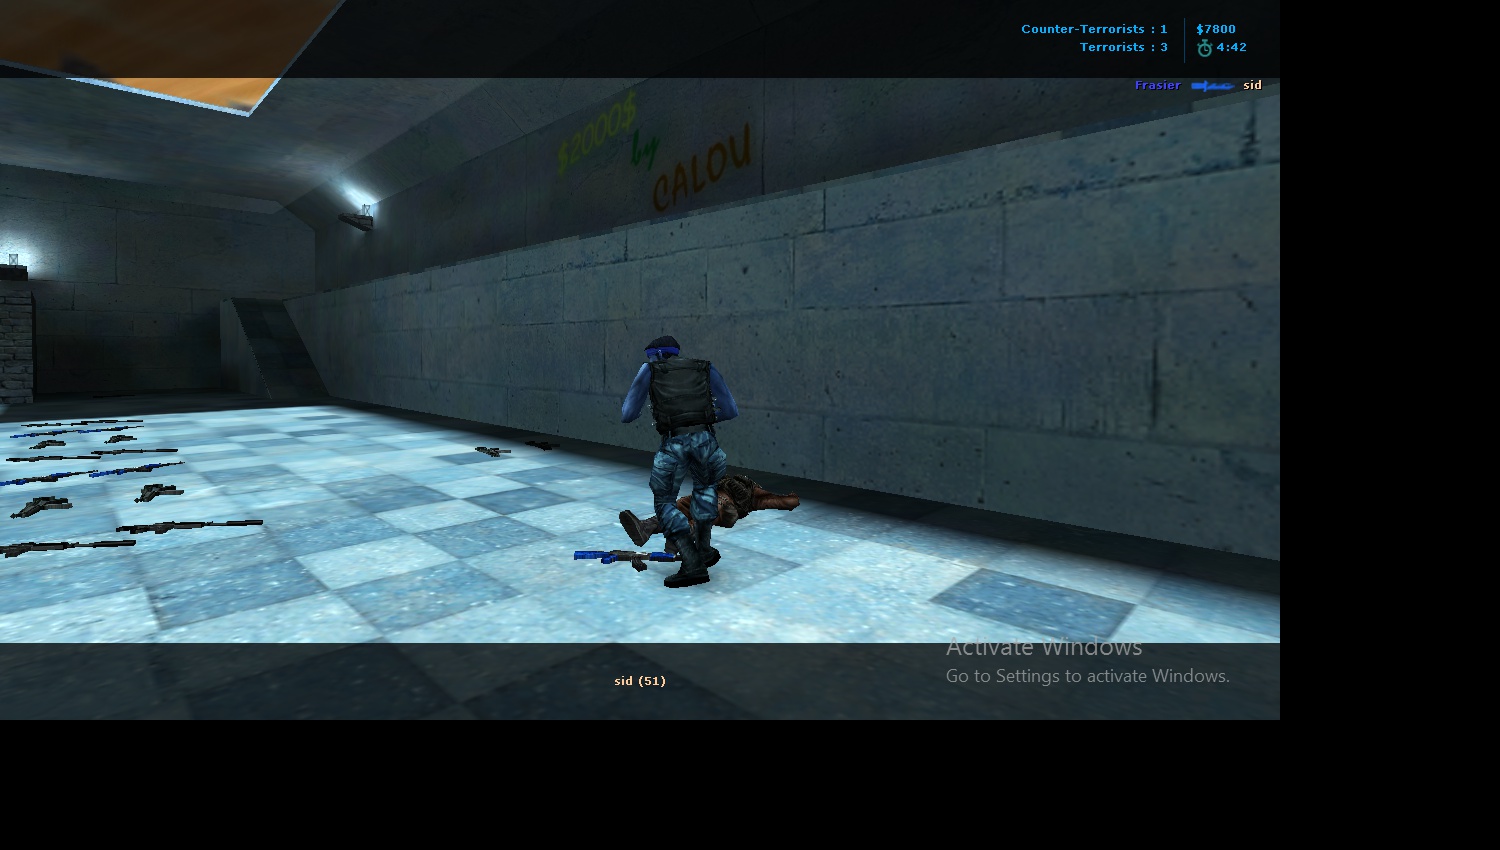 Counter-Terrorists : 1
$7800
Terrorists : 3
4:42
Frasier sid
$2000$
by
CALOU
Activate Windows
Go to Settings to activate Windows.
sid (51)